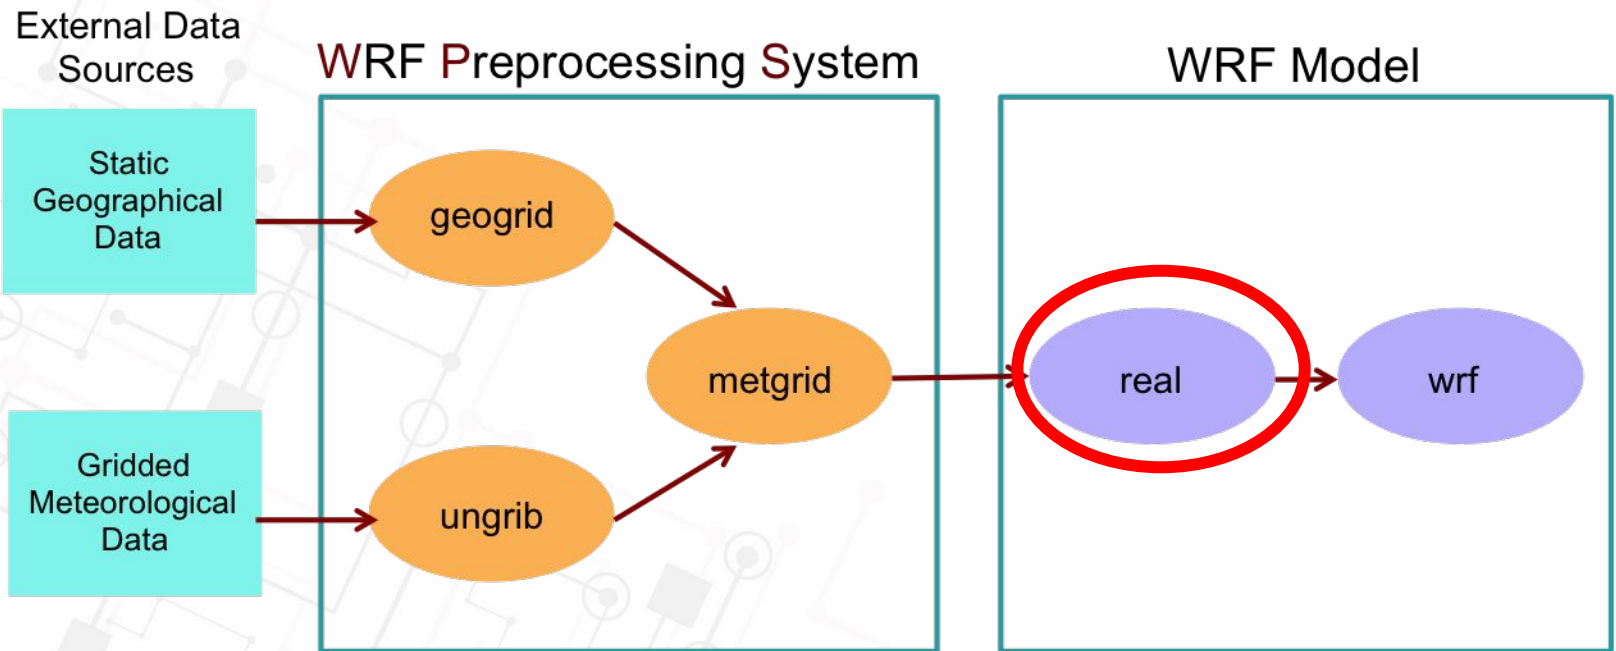 External Data
Sources
WRF Preprocessing System
WRF Model
Static
Geographical
Data
geogrid
metgrid
real
wrf
Gridded
Meteorological
Data
ungrib